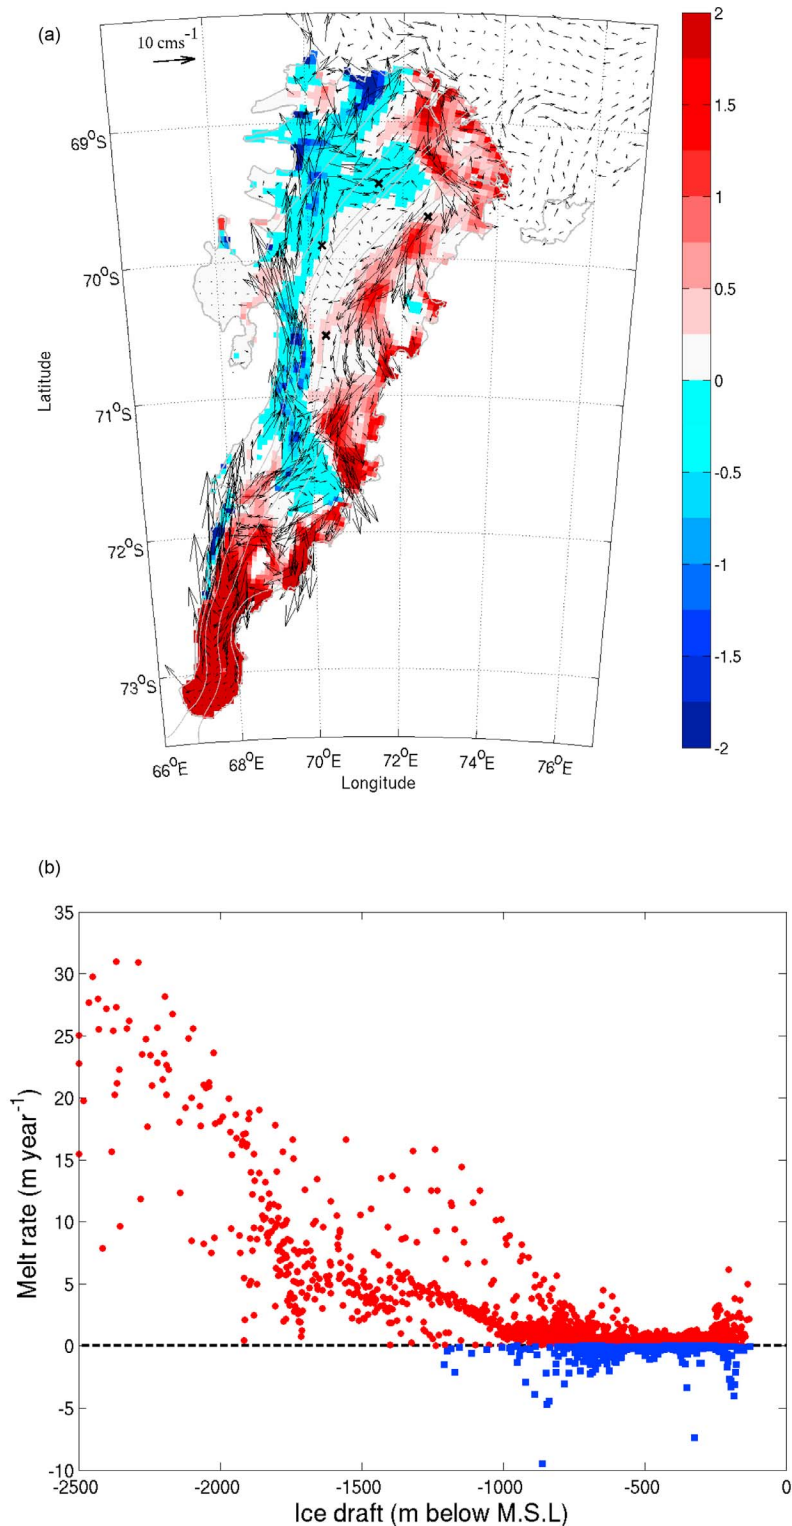 (a)
10 cms⁻¹
69°S
70°S
71°S
72°S
73°S
Latitude
66°E 68°E 70°E 72°E 74°E 76°E
Longitude
2
1.5
1
0.5
0
-0.5
-1
-1.5
-2
(b)
35
30
25
20
15
10
5
0
-5
-10
Melt rate (m year⁻¹)
-2500 -2000 -1500 -1000 -500 0
Ice draft (m below M.S.L)